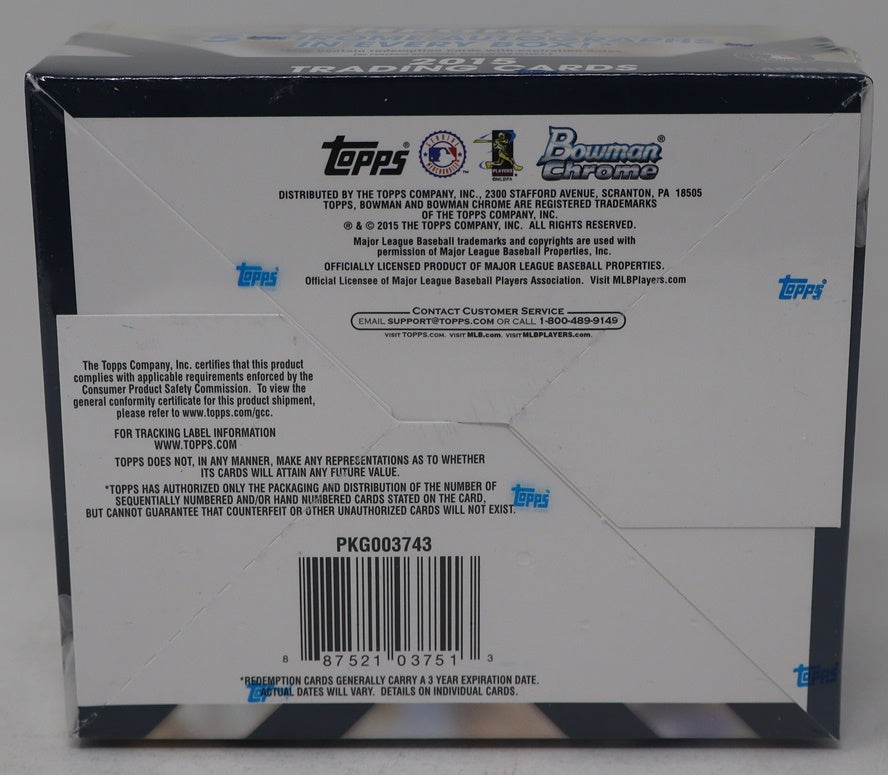 5 CHROME AUTOGRAPHS
IN EVERY BOX!*
2015
TRADING CARDS
Topps®
GENUINE
MERCHANDISE
™
PLAYERS
©MLBPA
Bowman®
Chrome
DISTRIBUTED BY THE TOPPS COMPANY, INC., 2300 STAFFORD AVENUE, SCRANTON, PA 18505
TOPPS, BOWMAN AND BOWMAN CHROME ARE REGISTERED TRADEMARKS
OF THE TOPPS COMPANY, INC.
® & © 2015 THE TOPPS COMPANY, INC. ALL RIGHTS RESERVED.
Major League Baseball trademarks and copyrights are used with
permission of Major League Baseball Properties, Inc.
OFFICIALLY LICENSED PRODUCT OF MAJOR LEAGUE BASEBALL PROPERTIES.
Official Licensee of Major League Baseball Players Association. Visit MLBPlayers.com
Topps®
Topps®
CONTACT CUSTOMER SERVICE
EMAIL SUPPORT@TOPPS.COM OR CALL 1-800-489-9149
VISIT TOPPS.COM. VISIT MLB.COM. VISIT MLBPLAYERS.COM.
The Topps Company, Inc. certifies that this product
complies with applicable requirements enforced by the
Consumer Product Safety Commission. To view the
general conformity certificate for this product shipment,
please refer to www.topps.com/gcc.
FOR TRACKING LABEL INFORMATION
WWW.TOPPS.COM
TOPPS DOES NOT, IN ANY MANNER, MAKE ANY REPRESENTATIONS AS TO WHETHER
ITS CARDS WILL ATTAIN ANY FUTURE VALUE.
*TOPPS HAS AUTHORIZED ONLY THE PACKAGING AND DISTRIBUTION OF THE NUMBER OF
SEQUENTIALLY NUMBERED AND/OR HAND NUMBERED CARDS STATED ON THE CARD,
BUT CANNOT GUARANTEE THAT COUNTERFEIT OR OTHER UNAUTHORIZED CARDS WILL NOT EXIST.
Topps®
PKG003743
8 87521 03751 3
*REDEMPTION CARDS GENERALLY CARRY A 3 YEAR EXPIRATION DATE.
ACTUAL DATES WILL VARY. DETAILS ON INDIVIDUAL CARDS.
Topps
Topps